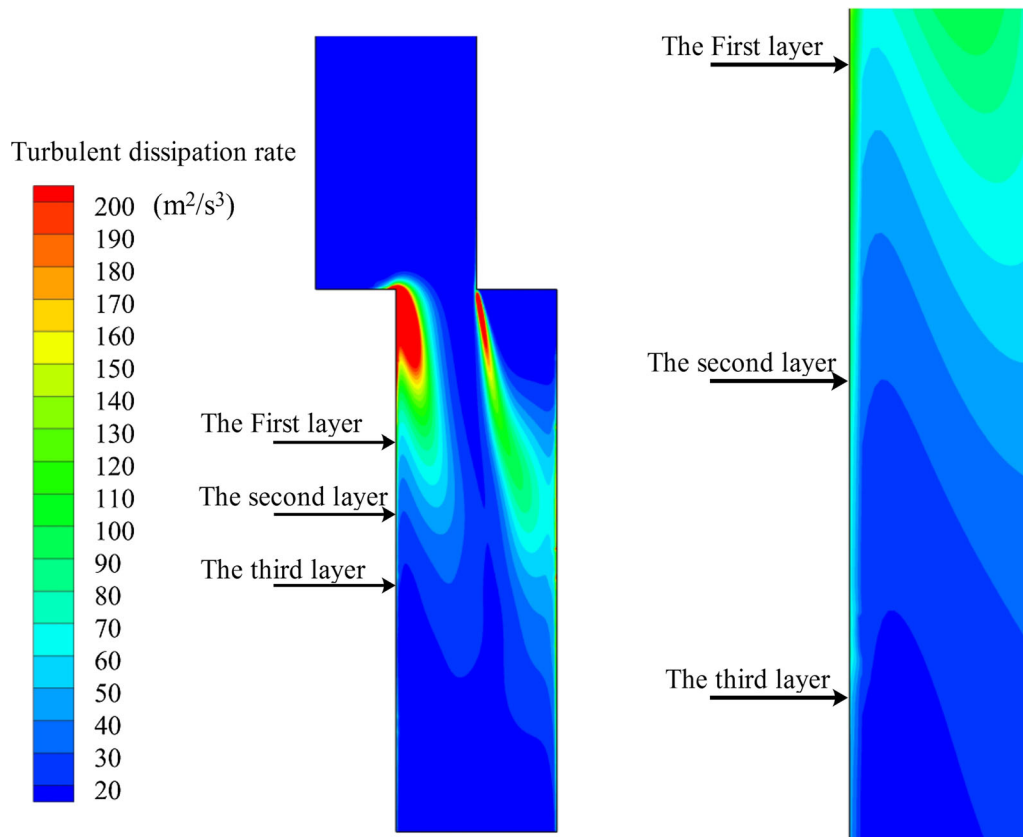 Turbulent dissipation rate
(m²/s³)
200
190
180
170
160
150
140
130
120
110
100
90
80
70
60
50
40
30
20
The First layer
The second layer
The third layer
The First layer
The second layer
The third layer